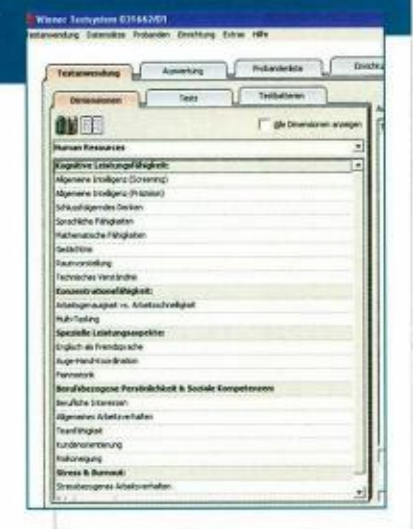 Wiener Testsystem 031662/01
Testanwendung Datensätze Probanden Einrichtung Extras Hilfe
Testanwendung Auswertung Probandenliste
Dimensionen Tests Testbatterien
Alle Dimensionen anzeigen
Human Resources
Kognitive Leistungsfähigkeit:
Allgemeine Intelligenz (Screening)
Allgemeine Intelligenz (Präzision)
Schlussfolgerndes Denken
Sprachliche Fähigkeiten
Mathematische Fähigkeiten
Gedächtnis
Raumvorstellung
Technisches Verständnis
Konzentrationsfähigkeit:
Arbeitsgenauigkeit vs. Arbeitsschnelligkeit
Multi-Tasking
Spezielle Leistungsaspekte:
Englisch als Fremdsprache
Auge-Hand-Koordination
Feinmotorik
Berufsbezogene Persönlichkeit & Soziale Kompetenzen:
Berufliche Interessen
Allgemeines Arbeitsverhalten
Teamfähigkeit
Kundenorientierung
Risikoneigung
Stress & Burnout:
Stressbezogenes Arbeitsverhalten